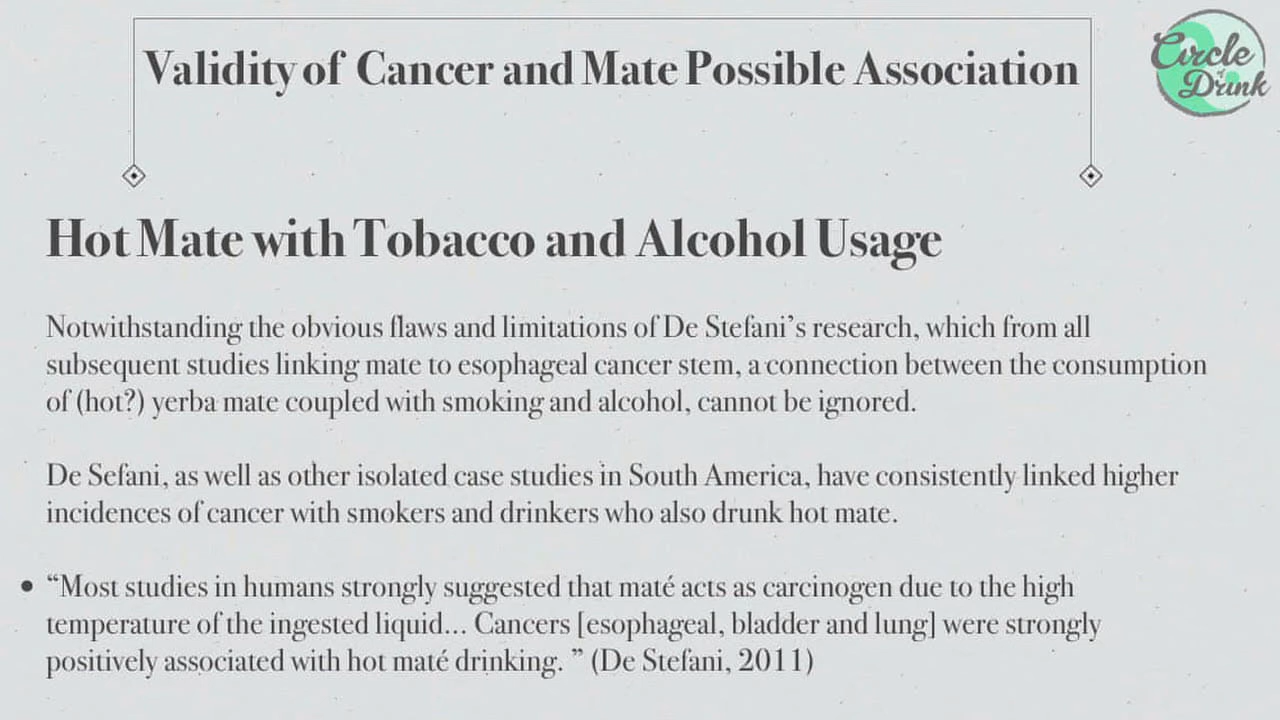 Validity of Cancer and Mate Possible Association
Circle
of
Drink
Hot Mate with Tobacco and Alcohol Usage
Notwithstanding the obvious flaws and limitations of De Stefani’s research, which from all
subsequent studies linking mate to esophageal cancer stem, a connection between the consumption
of (hot?) yerba mate coupled with smoking and alcohol, cannot be ignored.
De Sefani, as well as other isolated case studies in South America, have consistently linked higher
incidences of cancer with smokers and drinkers who also drunk hot mate.
• “Most studies in humans strongly suggested that maté acts as carcinogen due to the high
temperature of the ingested liquid... Cancers [esophageal, bladder and lung] were strongly
positively associated with hot maté drinking. ” (De Stefani, 2011)